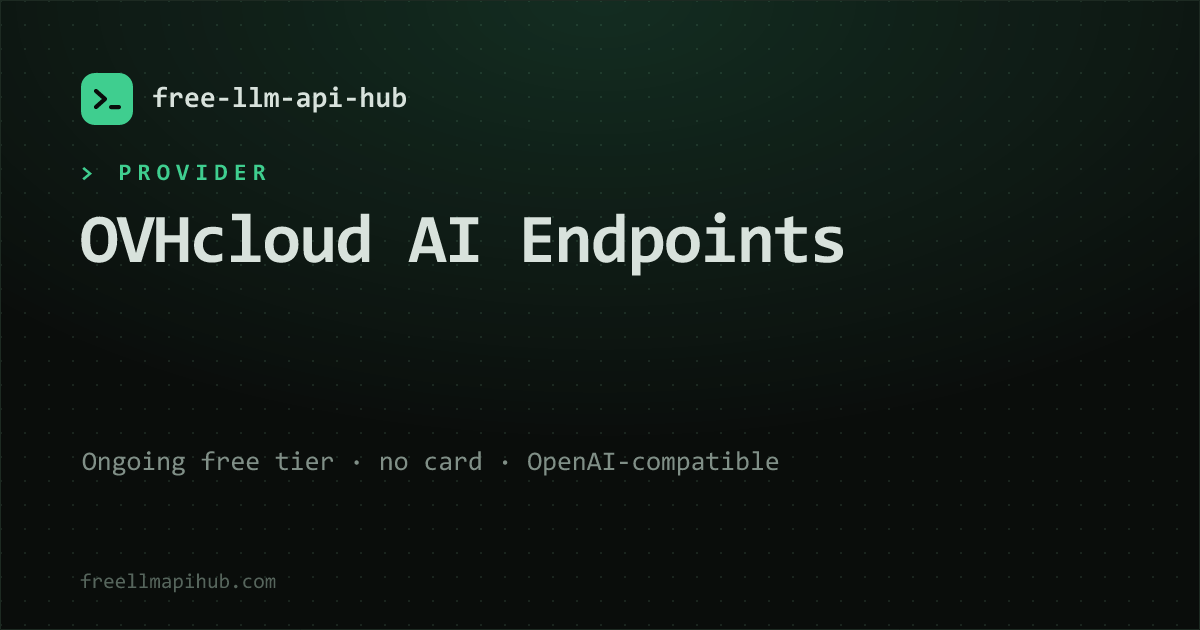 free-llm-api-hub
> PROVIDER
OVHcloud AI Endpoints
Ongoing free tier · no card · OpenAI-compatible
freellmapihub.com